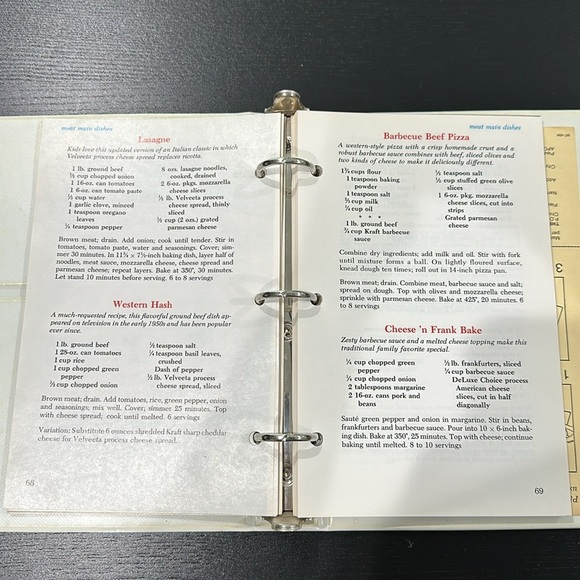 meat main dishes
Lasagne
Kids love this updated version of an Italian classic in which
Velveeta process cheese spread replaces ricotta.
1 lb. ground beef
½ cup chopped onion
1 16-oz. can tomatoes
1 6-oz. can tomato paste
½ cup water
1 garlic clove, minced
1 teaspoon oregano
leaves
¼ teaspoon pepper
8 ozs. lasagne noodles,
cooked, drained
2 6-oz. pkgs. mozzarella
cheese slices
½ lb. Velveeta process
cheese spread, thinly
sliced
½ cup (2 ozs.) grated
parmesan cheese
Brown meat; drain. Add onion; cook until tender. Stir in
tomatoes, tomato paste, water and seasonings. Cover; sim-
mer 30 minutes. In 11¾ x 7½-inch baking dish, layer half of
noodles, meat sauce, mozzarella cheese, cheese spread and
parmesan cheese; repeat layers. Bake at 350°, 30 minutes.
Let stand 10 minutes before serving. 6 to 8 servings
Western Hash
A much-requested recipe, this flavorful ground beef dish ap-
peared on television in the early 1950s and has been popular
ever since.
1 lb. ground beef
1 28-oz. can tomatoes
1 cup rice
1 cup chopped green
pepper
½ cup chopped onion
½ teaspoon salt
¼ teaspoon basil leaves,
crushed
Dash of pepper
½ lb. Velveeta process
cheese spread, sliced
Brown meat; drain. Add tomatoes, rice, green pepper, onion
and seasonings; mix well. Cover; simmer 25 minutes. Top
with cheese spread; cook until melted. 6 servings
Variation: Substitute 6 ounces shredded Kraft sharp cheddar
cheese for Velveeta process cheese spread.
68
meat main dishes
Barbecue Beef Pizza
A western-style pizza with a crisp homemade crust and a
robust barbecue sauce combines with beef, sliced olives and
two kinds of cheese to make it deliciously different.
1¾ cups flour
1 teaspoon baking
powder
1 teaspoon salt
⅔ cup milk
¼ cup oil
* * *
1 lb. ground beef
⅔ cup Kraft barbecue
sauce
½ teaspoon salt
½ cup stuffed green olive
slices
1 6-oz. pkg. mozzarella
cheese slices, cut into
strips
Grated parmesan
cheese
Combine dry ingredients; add milk and oil. Stir with fork
until mixture forms a ball. On lightly floured surface,
knead dough ten times; roll out in 14-inch pizza pan.
Brown meat; drain. Combine meat, barbecue sauce and salt;
spread on dough. Top with olives and mozzarella cheese;
sprinkle with parmesan cheese. Bake at 425°, 20 minutes. 6
to 8 servings
Cheese 'n Frank Bake
Zesty barbecue sauce and a melted cheese topping make this
traditional family favorite special.
¼ cup chopped green
pepper
¼ cup chopped onion
2 tablespoons margarine
2 16-oz. cans pork and
beans
½ lb. frankfurters, sliced
¼ cup barbecue sauce
DeLuxe Choice process
American cheese
slices, cut in half
diagonally
Sauté green pepper and onion in margarine. Stir in beans,
frankfurters and barbecue sauce. Pour into 10 x 6-inch bak-
ing dish. Bake at 350°, 25 minutes. Top with cheese; continue
baking until melted. 8 to 10 servings
69